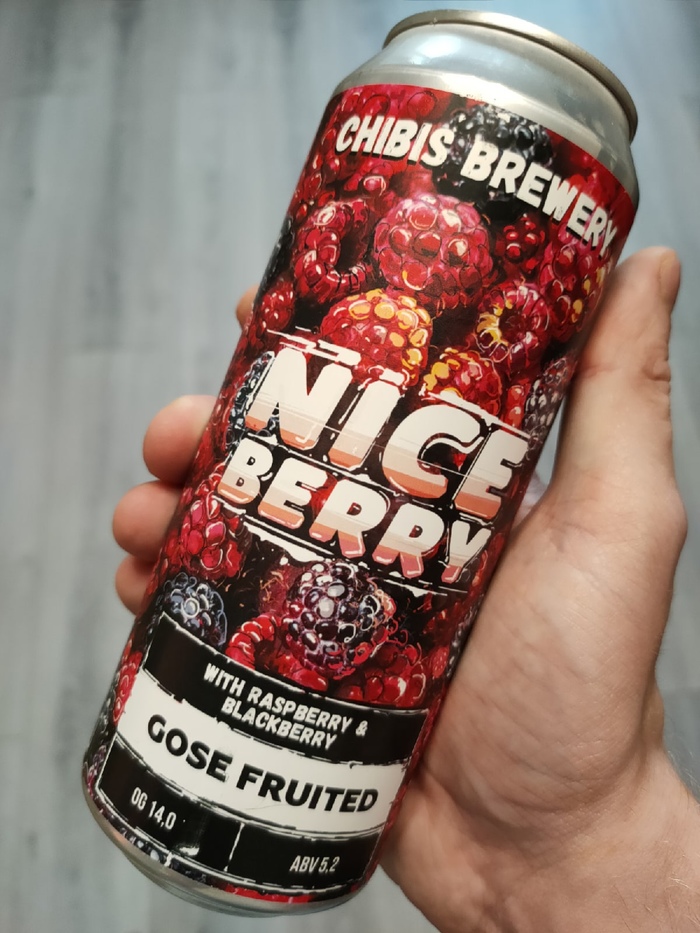 CHIBIS BREWERY
NICE
BERRY
WITH RASPBERRY &
BLACKBERRY
GOSE FRUITED
OG 14,0
ABV 5,2